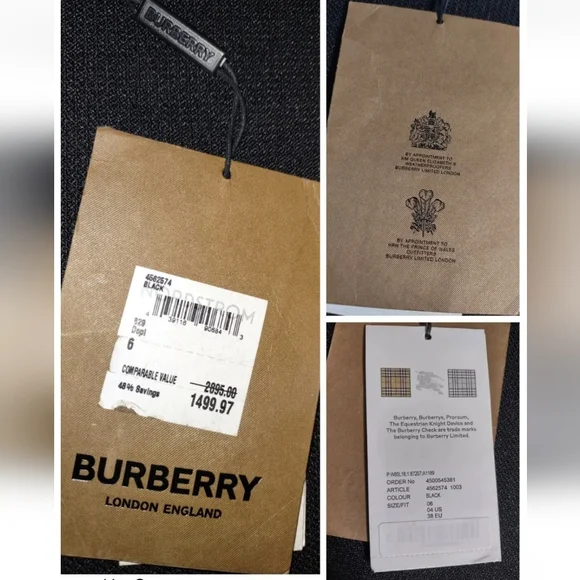 BURBERRY
4562574
BLACK
NORDSTROM
Dept
6
COMPARABLE VALUE
2895.00
48% Savings
1499.97
BURBERRY
LONDON ENGLAND
BY APPOINTMENT TO
HM QUEEN ELIZABETH II
WEATHERPROOFERS
BURBERRY LIMITED LONDON
BY APPOINTMENT TO
HRH THE PRINCE OF WALES
OUTFITTERS
BURBERRY LIMITED LONDON
Burberry, Burberrys, Prorsum,
The Equestrian Knight Device and
The Burberry Check are trade marks
belonging to Burberry Limited.
ORDER No 4500545381
ARTICLE 4562574 1003
COLOUR BLACK
SIZE/FIT 06
04 US
38 EU